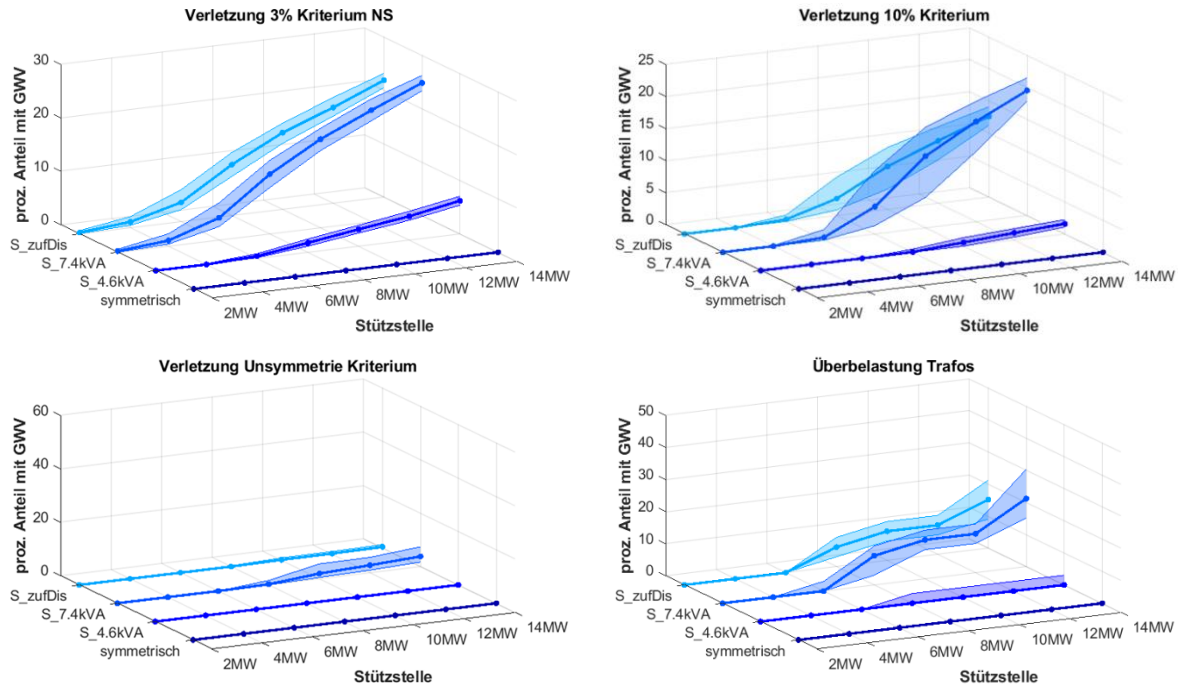 Verletzung 3% Kriterium NS
30
20
10
0
proz. Anteil mit GWV
S_zufDis
S_7.4kVA
S_4.6kVA
symmetrisch
2MW
4MW
6MW
8MW
10MW
12MW
14MW
Stützstelle
Verletzung 10% Kriterium
25
20
15
10
5
0
proz. Anteil mit GWV
S_zufDis
S_7.4kVA
S_4.6kVA
symmetrisch
2MW
4MW
6MW
8MW
10MW
12MW
14MW
Stützstelle
Verletzung Unsymmetrie Kriterium
60
40
20
0
proz. Anteil mit GWV
S_zufDis
S_7.4kVA
S_4.6kVA
symmetrisch
2MW
4MW
6MW
8MW
10MW
12MW
14MW
Stützstelle
Überbelastung Trafos
50
40
30
20
10
0
proz. Anteil mit GWV
S_zufDis
S_7.4kVA
S_4.6kVA
symmetrisch
2MW
4MW
6MW
8MW
10MW
12MW
14MW
Stützstelle